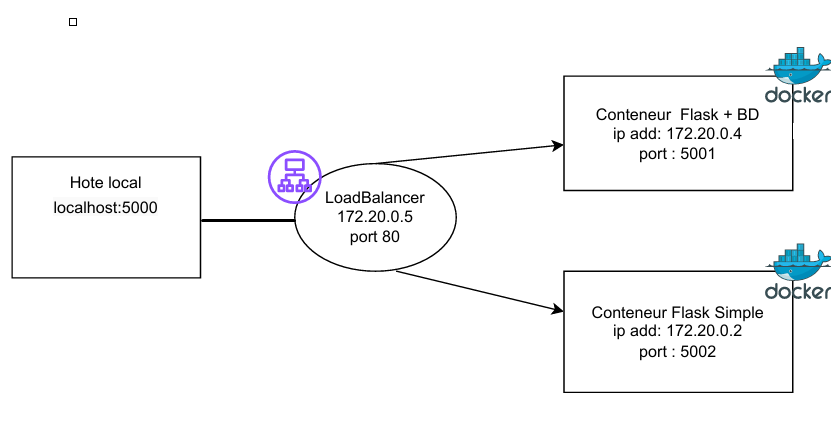 Hote local
localhost:5000
LoadBalancer
172.20.0.5
port 80
docker
Conteneur Flask + BD
ip add: 172.20.0.4
port : 5001
docker
Conteneur Flask Simple
ip add: 172.20.0.2
port : 5002